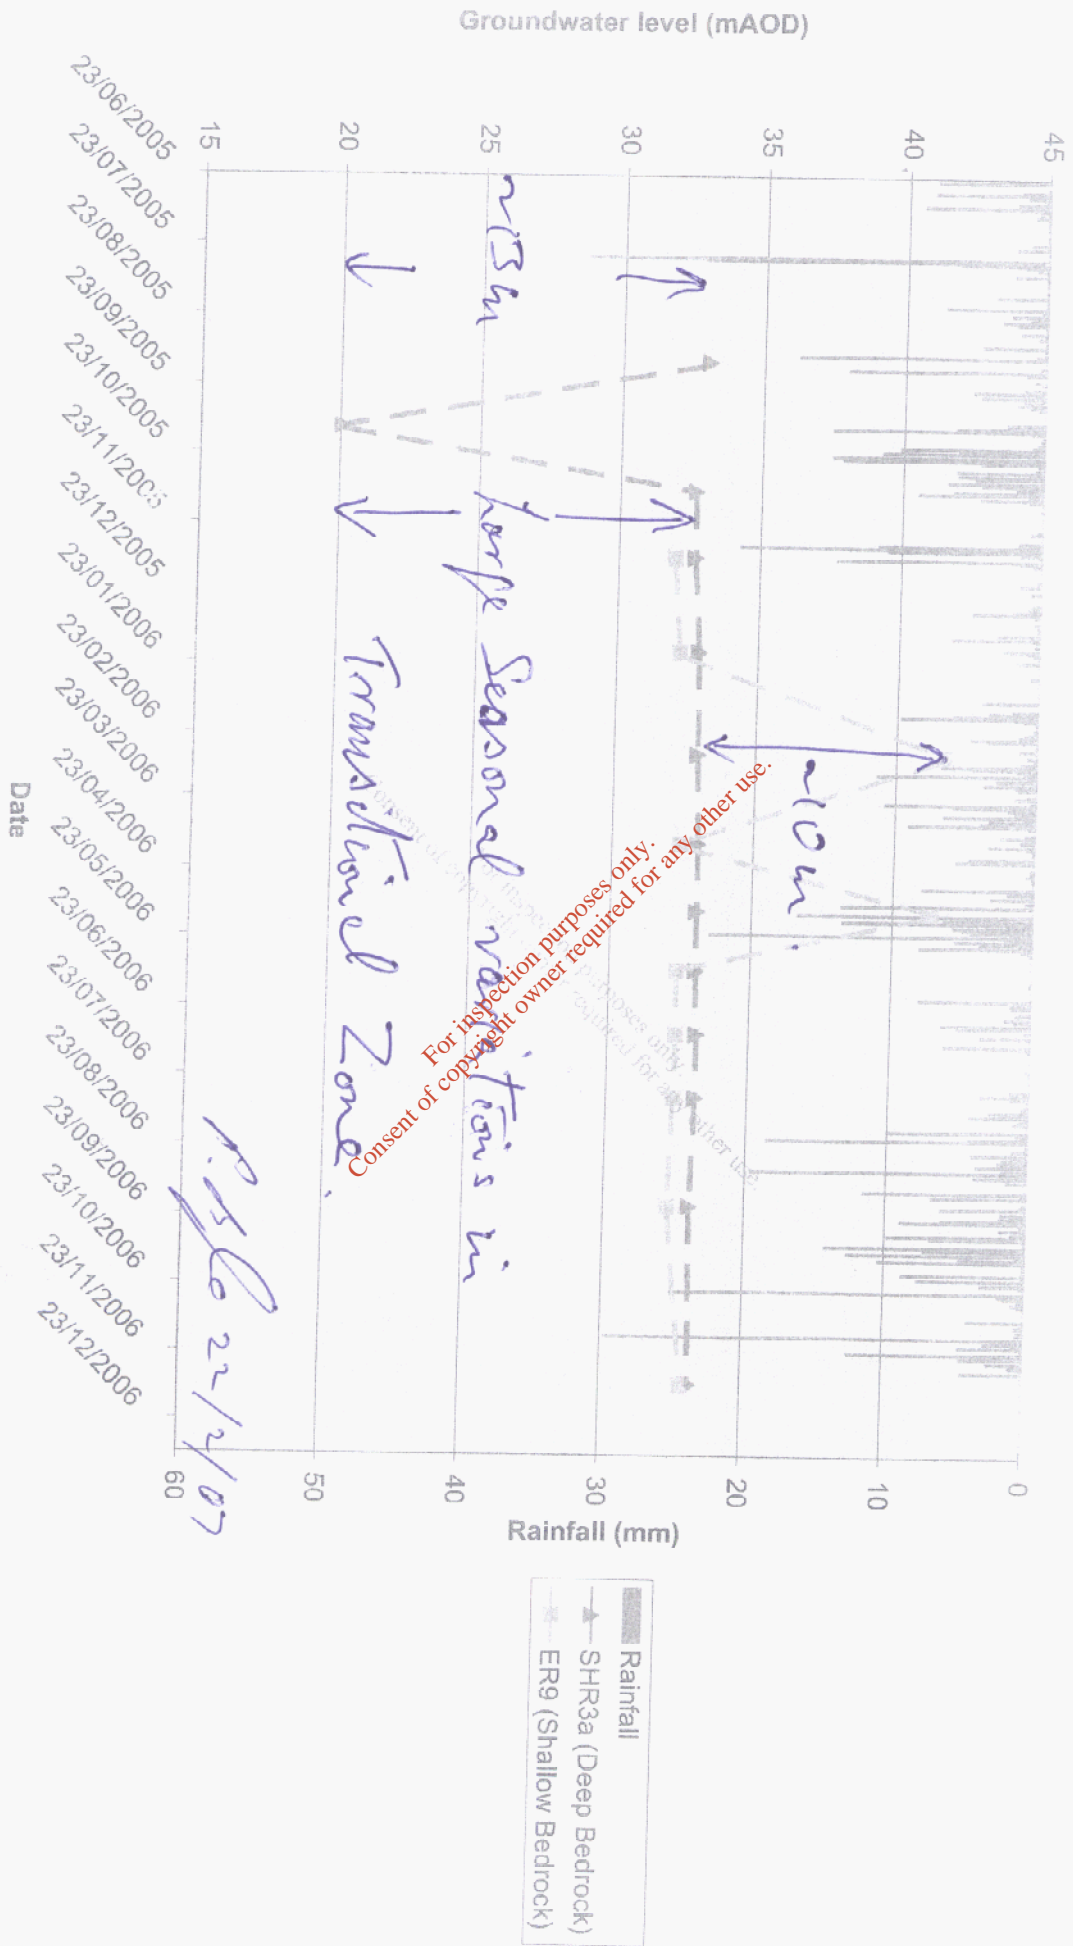 Groundwater level (mAOD)
45
40
35
30
25
20
15
23/06/2005
23/07/2005
23/08/2005
23/09/2005
23/10/2005
23/11/2005
23/12/2005
23/01/2006
23/02/2006
23/03/2006
23/04/2006
23/05/2006
23/06/2006
23/07/2006
23/08/2006
23/09/2006
23/10/2006
23/11/2006
23/12/2006
Date
0
10
20
30
40
50
60
Rainfall (mm)
Rainfall
SHR3a (Deep Bedrock)
ER9 (Shallow Bedrock)
~10m.
~13m
Large Seasonal variations in
Transitional Zone.
22/2/07
For inspection purposes only.
Consent of copyright owner required for any other use.